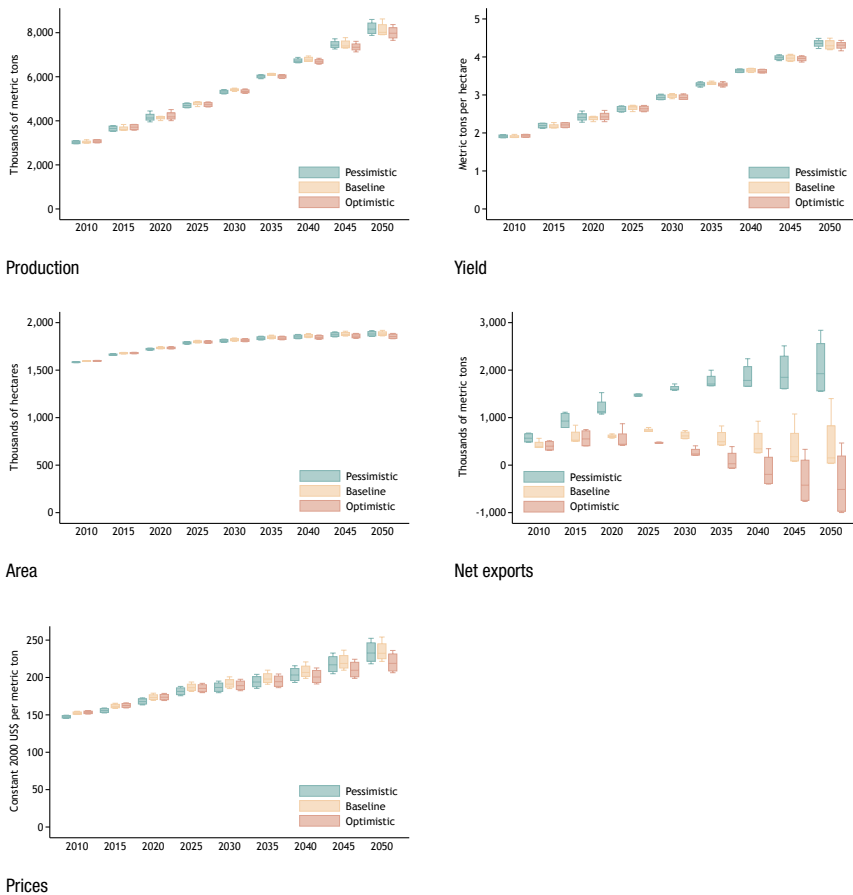 Thousands of metric tons
8,000
6,000
4,000
2,000
0
Pessimistic
Baseline
Optimistic
2010 2015 2020 2025 2030 2035 2040 2045 2050
Production
Metric tons per hectare
5
4
3
2
1
0
Pessimistic
Baseline
Optimistic
2010 2015 2020 2025 2030 2035 2040 2045 2050
Yield
Thousands of hectares
2,000
1,500
1,000
500
0
Pessimistic
Baseline
Optimistic
2010 2015 2020 2025 2030 2035 2040 2045 2050
Area
Thousands of metric tons
3,000
2,000
1,000
0
-1,000
Pessimistic
Baseline
Optimistic
2010 2015 2020 2025 2030 2035 2040 2045 2050
Net exports
Constant 2000 US$ per metric ton
250
200
150
100
50
0
Pessimistic
Baseline
Optimistic
2010 2015 2020 2025 2030 2035 2040 2045 2050
Prices